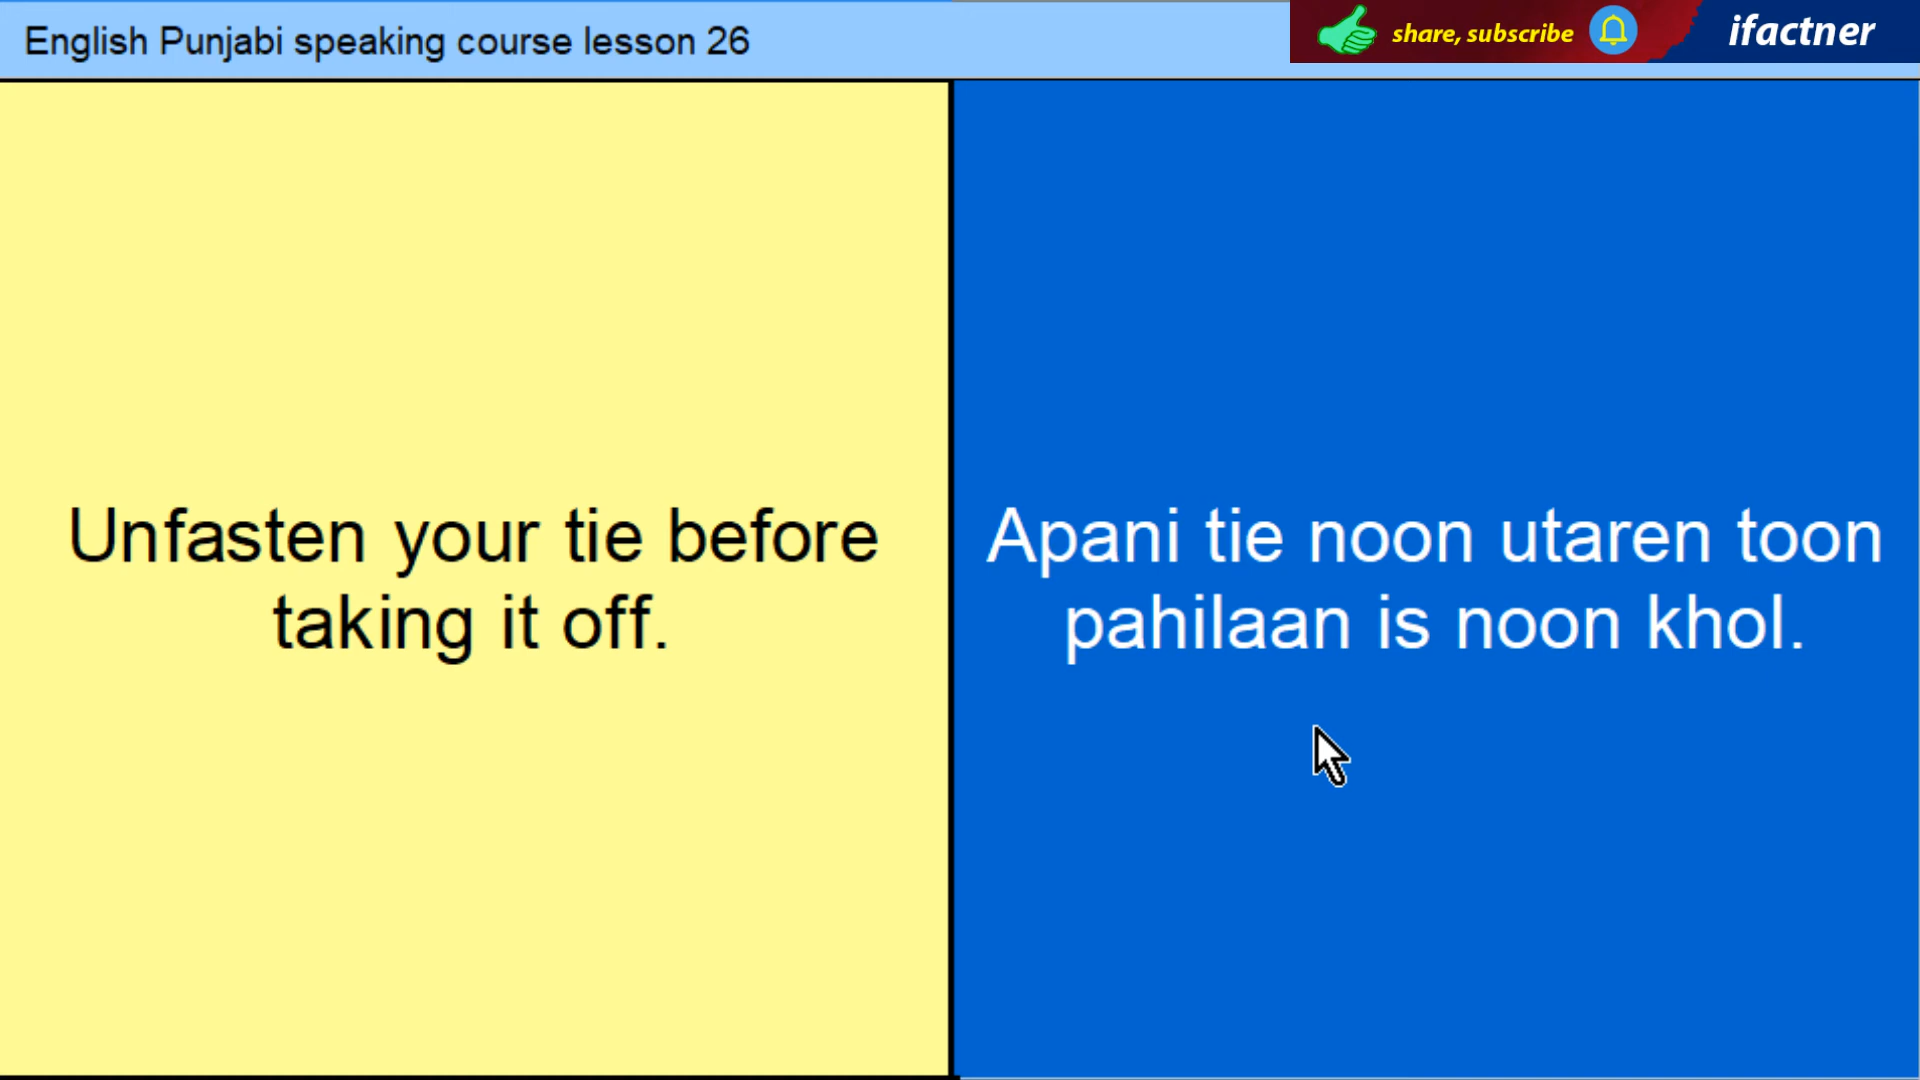 English Punjabi speaking course lesson 26
share, subscribe
ifactner
Unfasten your tie before
taking it off.
Apani tie noon utaren toon
pahilaan is noon khol.